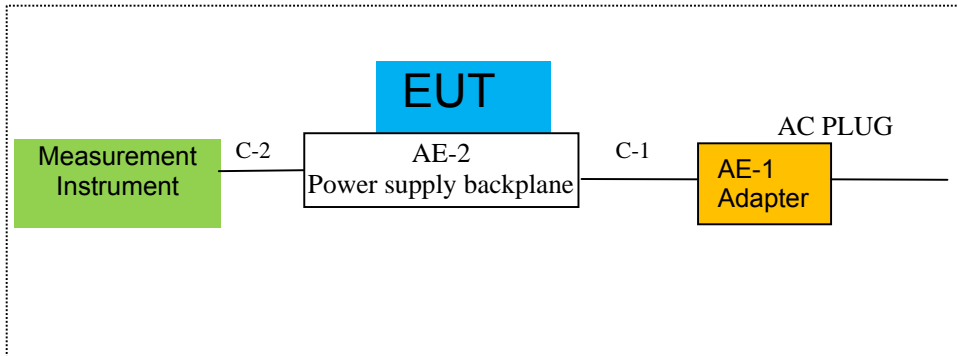 EUT
AC PLUG
Measurement
Instrument
C-2
AE-2
Power supply backplane
C-1
AE-1
Adapter